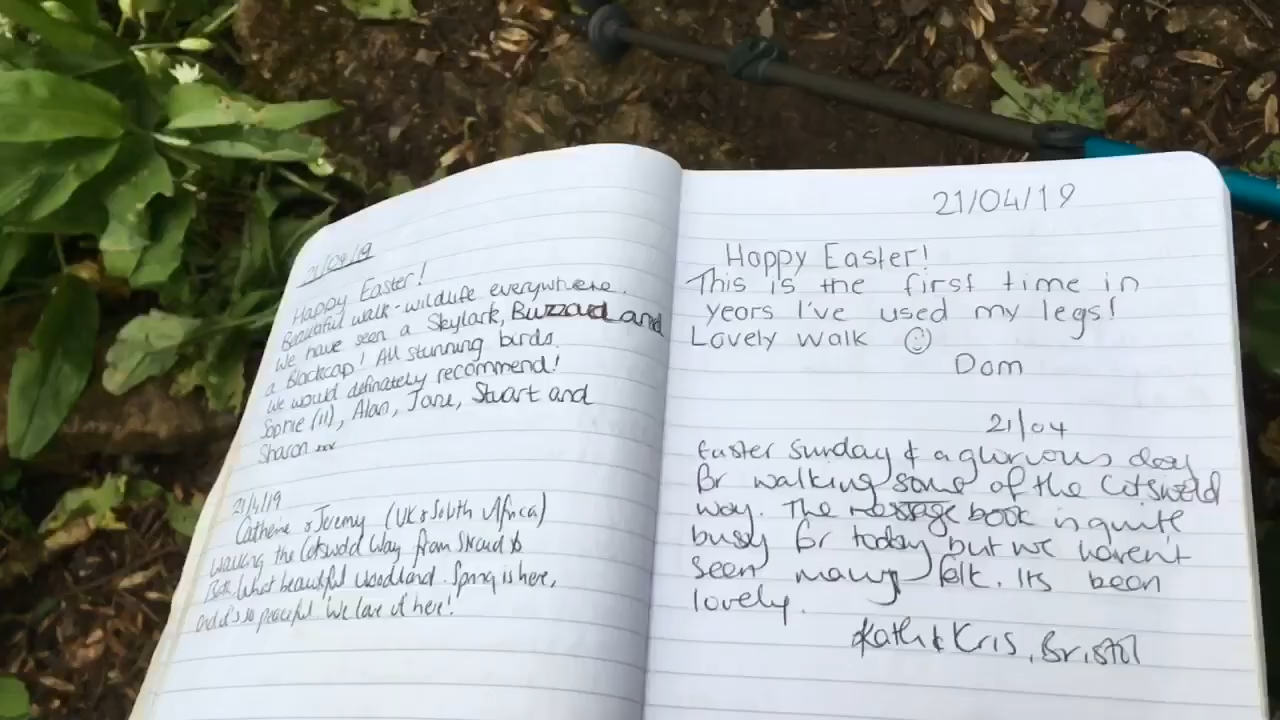 21/04/19
Happy Easter!
Beautiful walk - wildlife everywhere.
We have seen a Skylark, Buzzard and
a Blackcap! All stunning birds.
We would definately recommend!
Sophie (11), Alan, Jane, Stuart and
Sharon xxx
21/4/19
Catherine & Jeremy (UK & South Africa)
walking the Cotswold Way from Stroud to
Bath. What beautiful woodland. Spring is here,
and it's so peaceful. We love it here!
21/04/19
Happy Easter!
This is the first time in
years I've used my legs!
Lovely walk ☺
Dom
21/04
Easter Sunday & a glorious day
for walking some of the Cotswold
way. The message book is quite
busy for today but we haven't
seen many folk. Its been
lovely.
Kath & Kris, Bristol